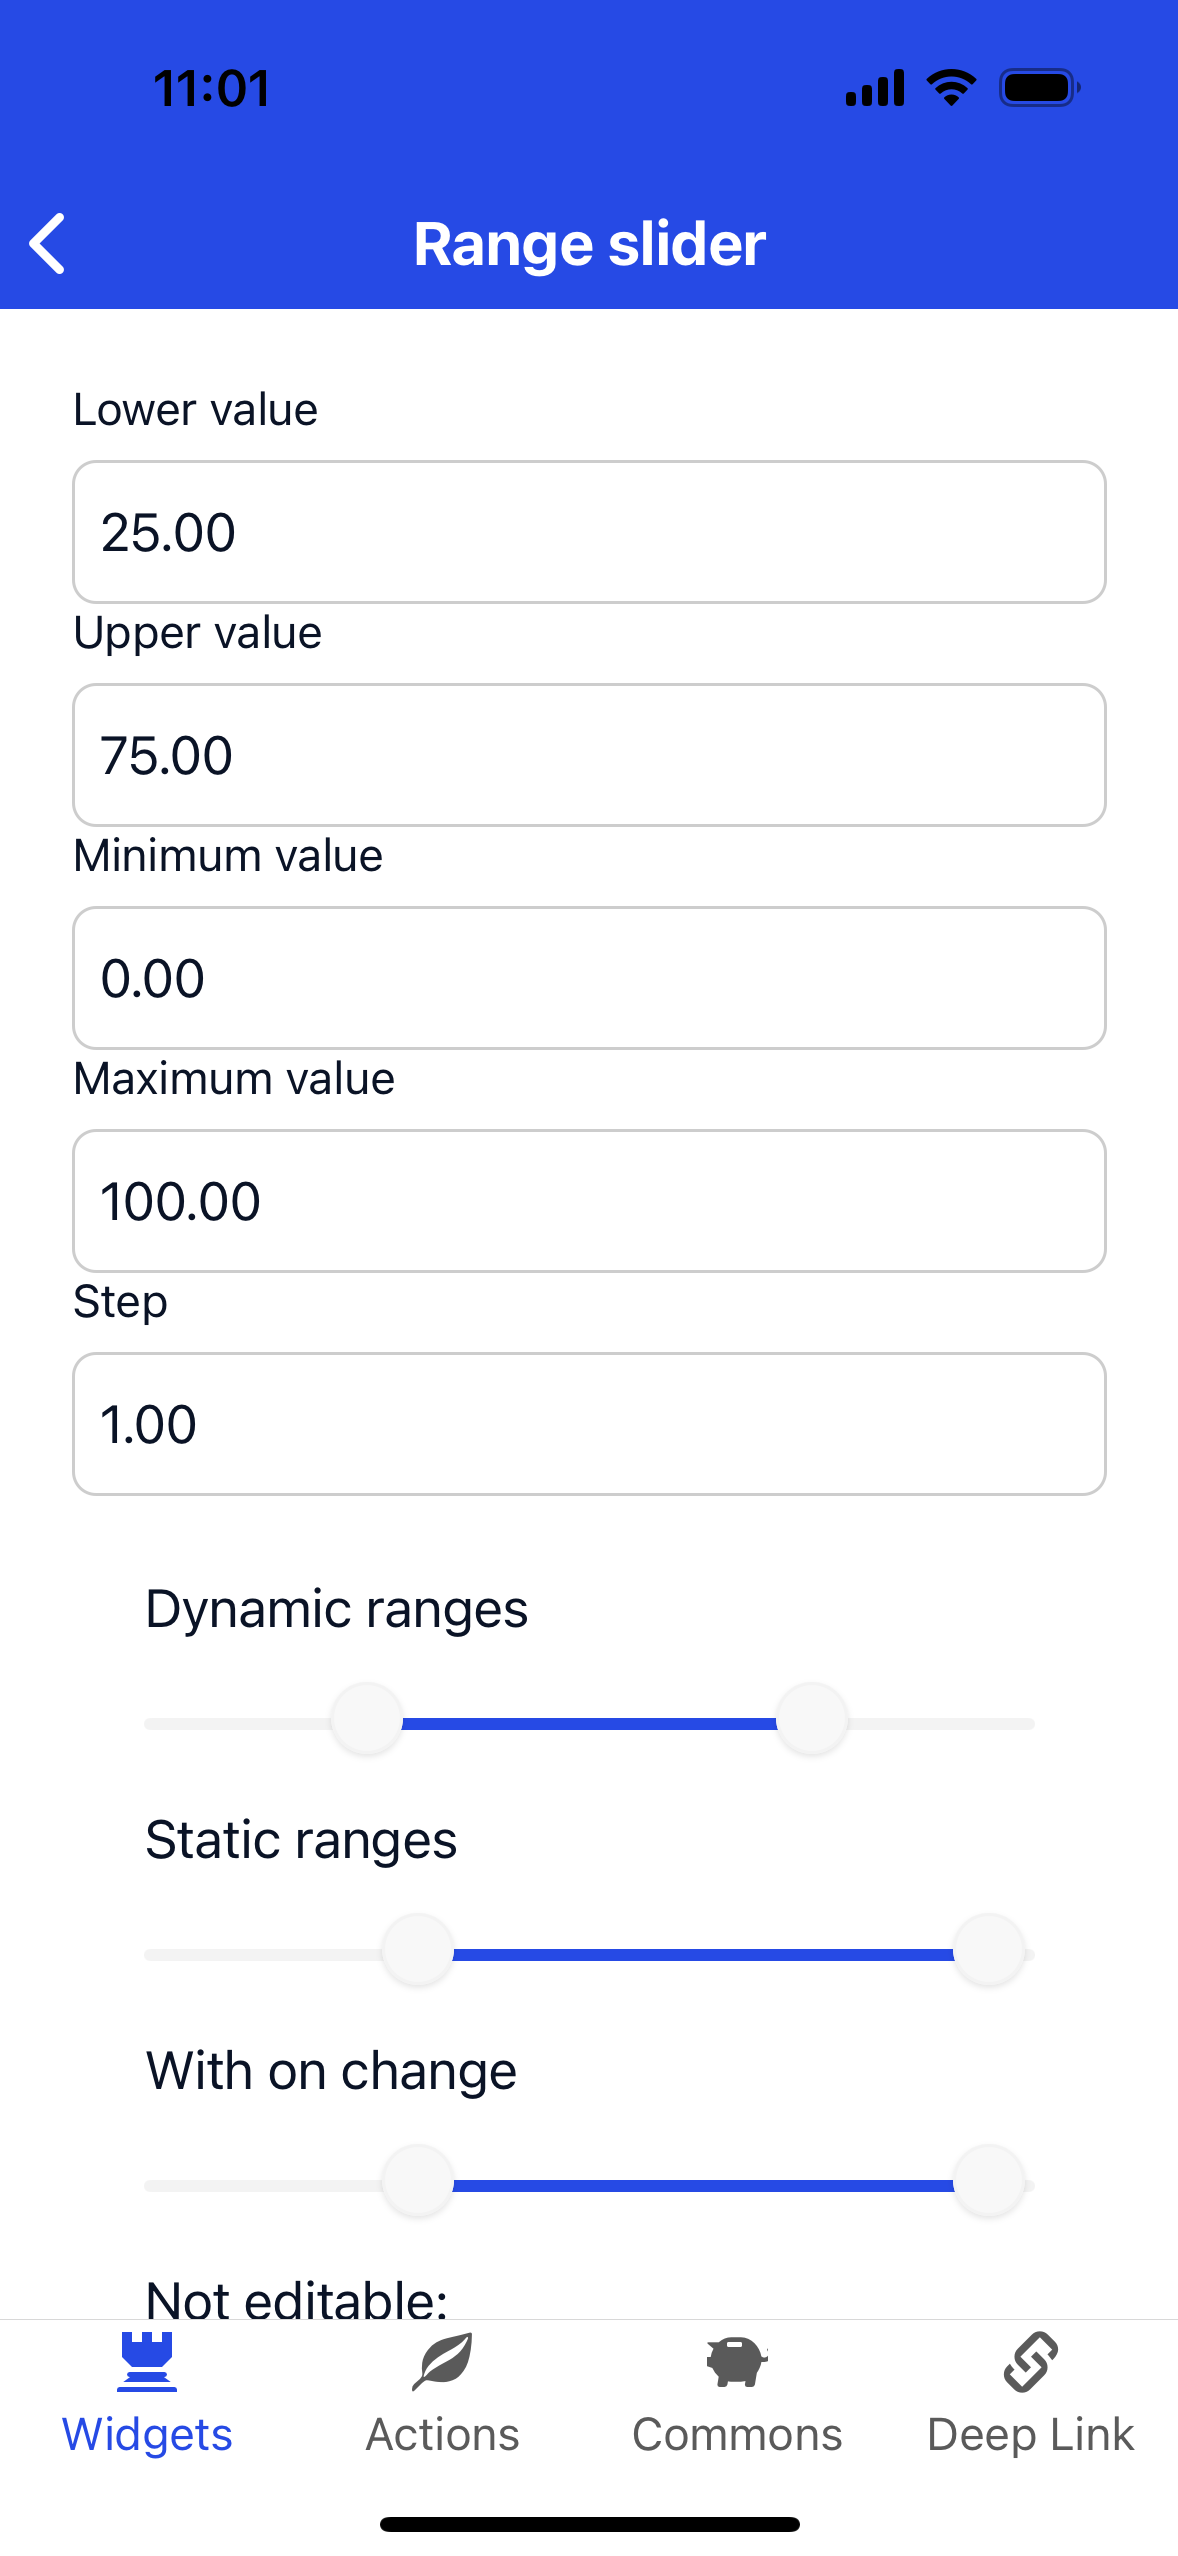 11:01
Range slider
Lower value
25.00
Upper value
75.00
Minimum value
0.00
Maximum value
100.00
Step
1.00
Dynamic ranges
Static ranges
With on change
Not editable:
Widgets
Actions
Commons
Deep Link